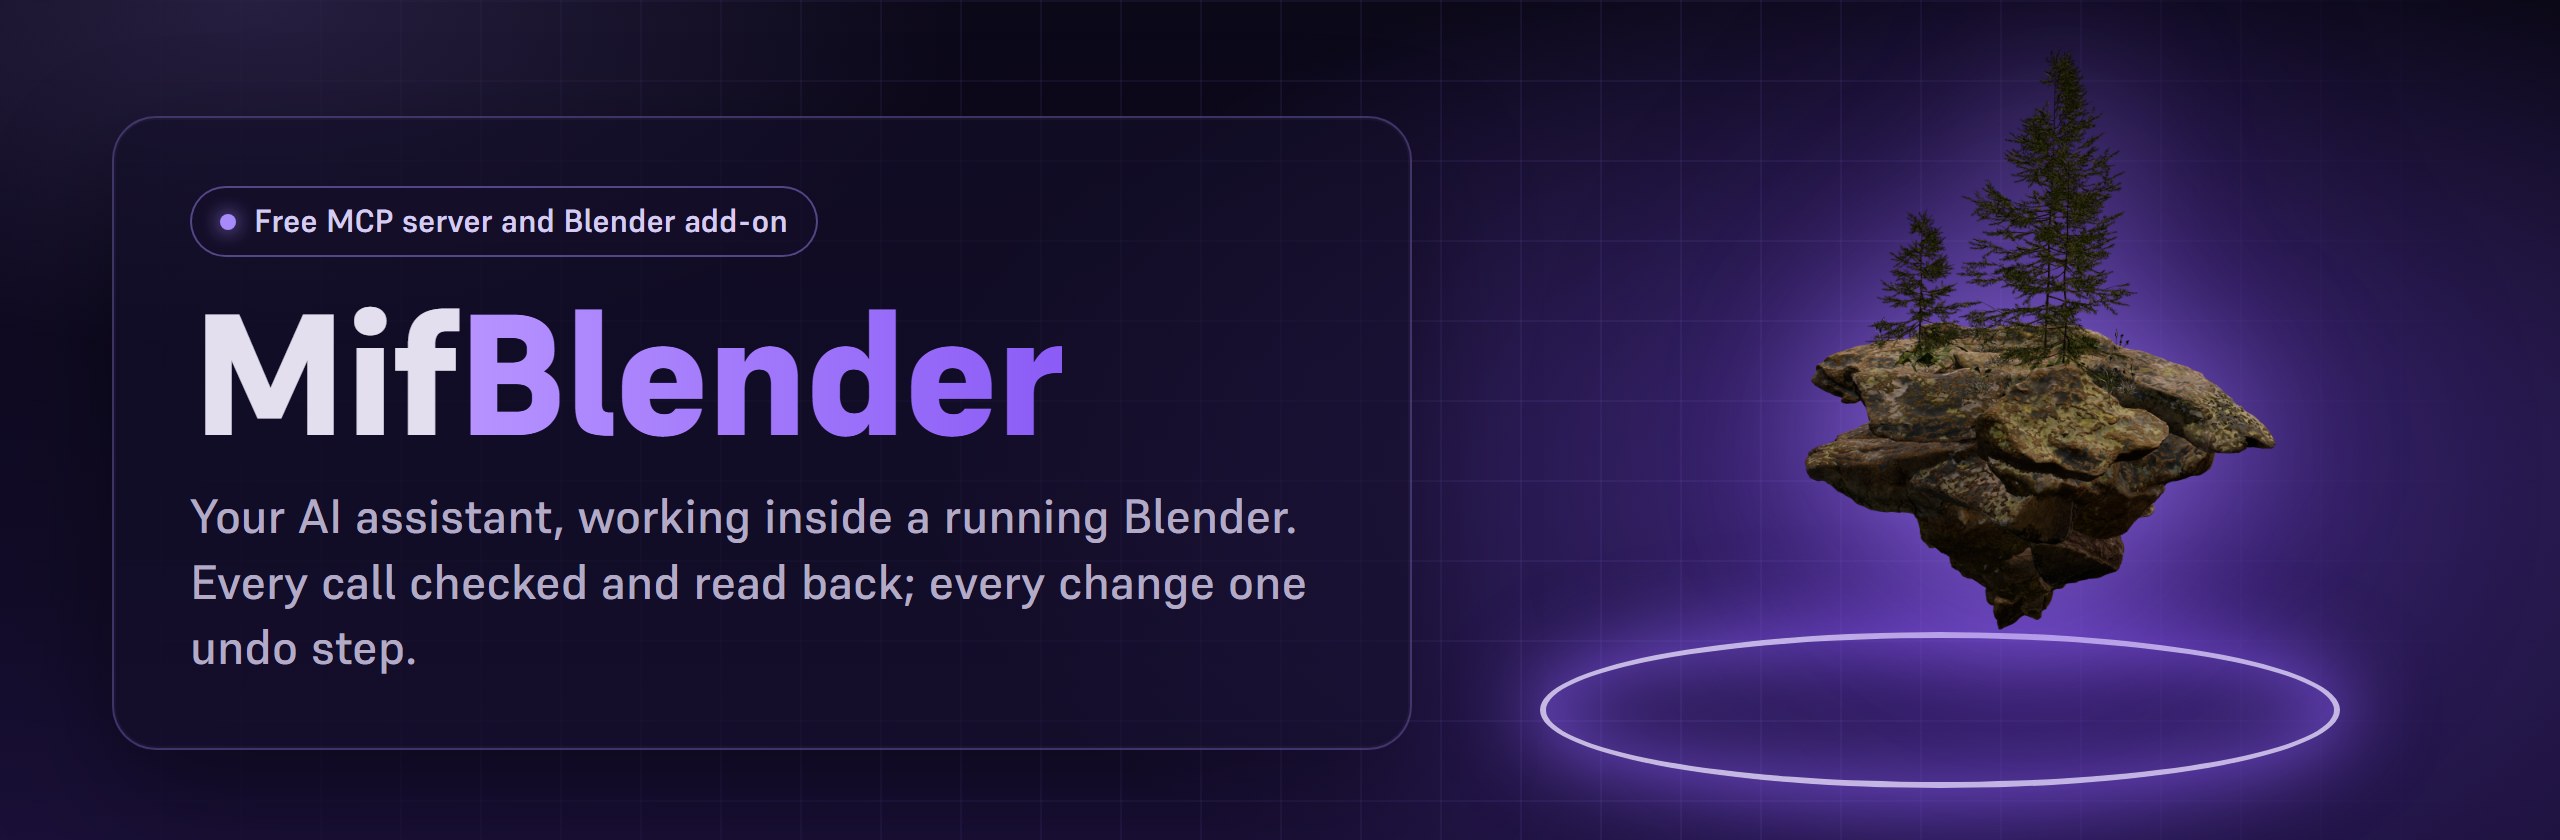 Free MCP server and Blender add-on
MifBlender
Your AI assistant, working inside a running Blender.
Every call checked and read back; every change one
undo step.